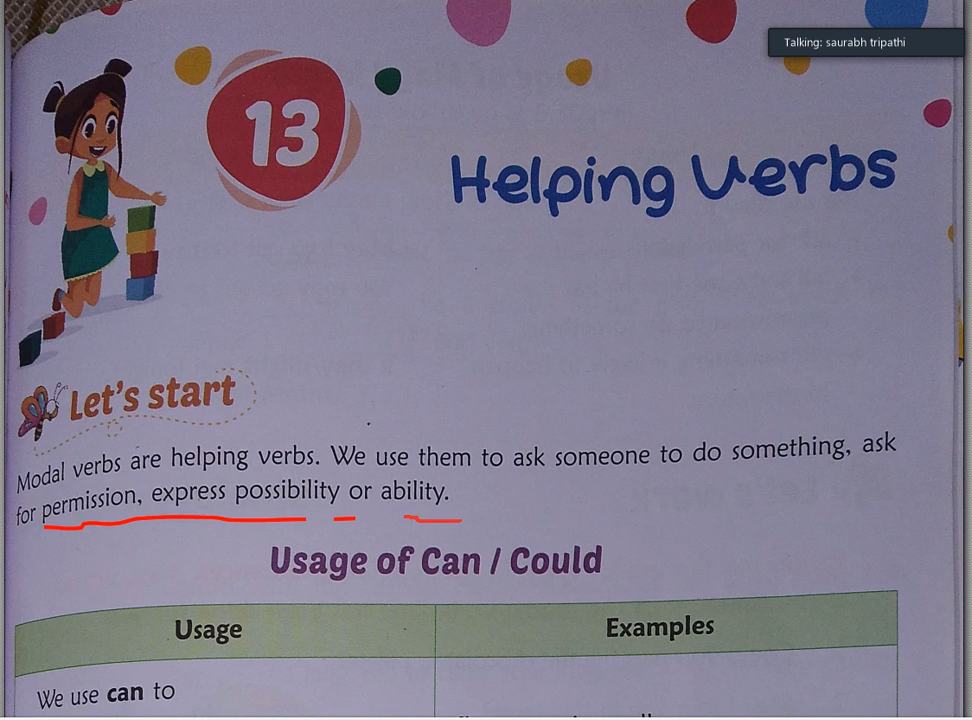 Talking: saurabh tripathi
13
Helping Verbs
Let's start
Modal verbs are helping verbs. We use them to ask someone to do something, ask
for permission, express possibility or ability.
Usage of Can / Could
Usage
Examples
We use can to